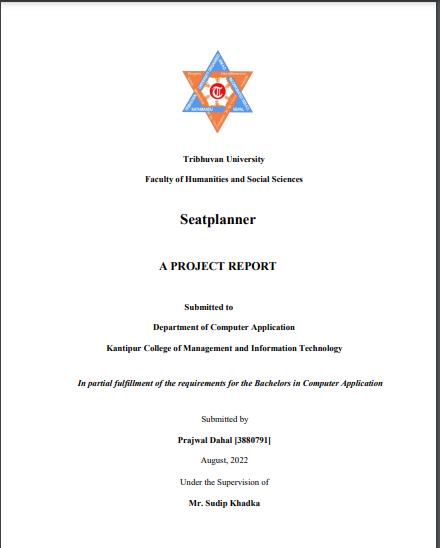 Tribhuvan University
Faculty of Humanities and Social Sciences
Seatplanner
A PROJECT REPORT
Submitted to
Department of Computer Application
Kantipur College of Management and Information Technology
In partial fulfillment of the requirements for the Bachelors in Computer Application
Submitted by
Prajwal Dahal [3880791]
August, 2022
Under the Supervision of
Mr. Sudip Khadka